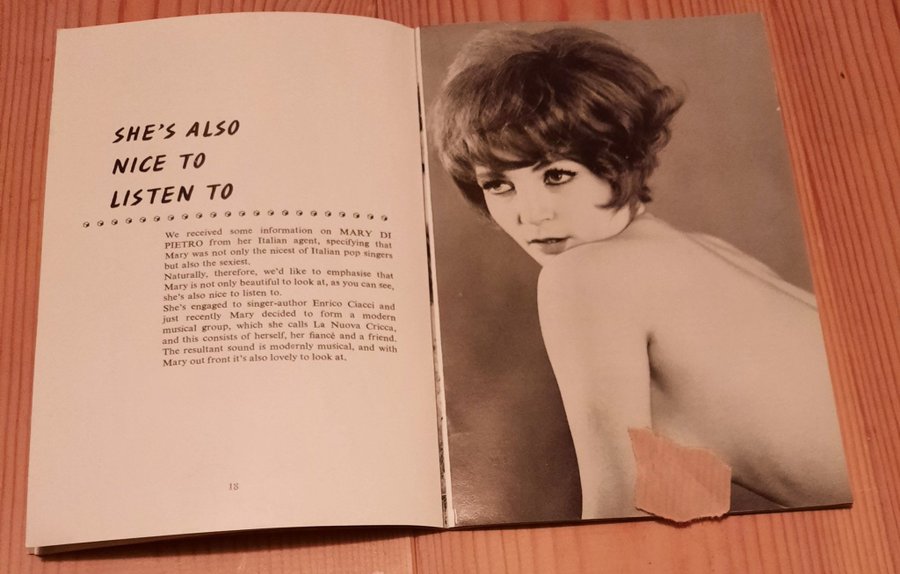 SHE'S ALSO
NICE TO
LISTEN TO
We received some information on MARY DI
PIETRO from her Italian agent, specifying that
Mary was not only the nicest of Italian pop singers
but also the sexiest.
Naturally, therefore, we'd like to emphasise that
Mary is not only beautiful to look at, as you can see,
she's also nice to listen to.
She's engaged to singer-author Enrico Ciacci and
just recently Mary decided to form a modern
musical group, which she calls La Nuova Cricca,
and this consists of herself, her fiancé and a friend.
The resultant sound is modernly musical, and with
Mary out front it's also lovely to look at.
18